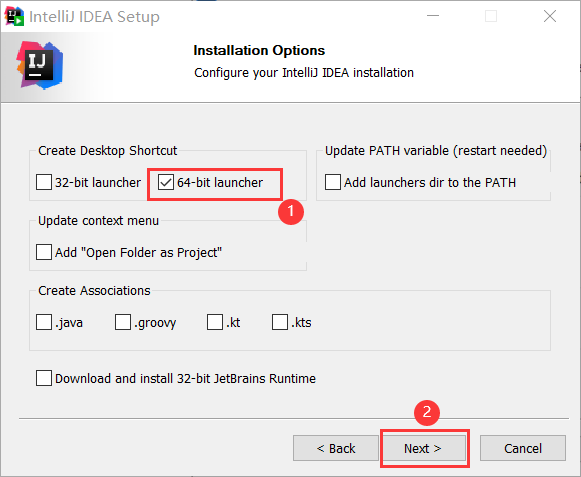 IntelliJ IDEA Setup
IJ
Installation Options
Configure your IntelliJ IDEA installation
Create Desktop Shortcut
32-bit launcher 64-bit launcher
1
Update PATH variable (restart needed)
Add launchers dir to the PATH
Update context menu
Add "Open Folder as Project"
Create Associations
.java .groovy .kt .kts
Download and install 32-bit JetBrains Runtime
2
< Back Next > Cancel